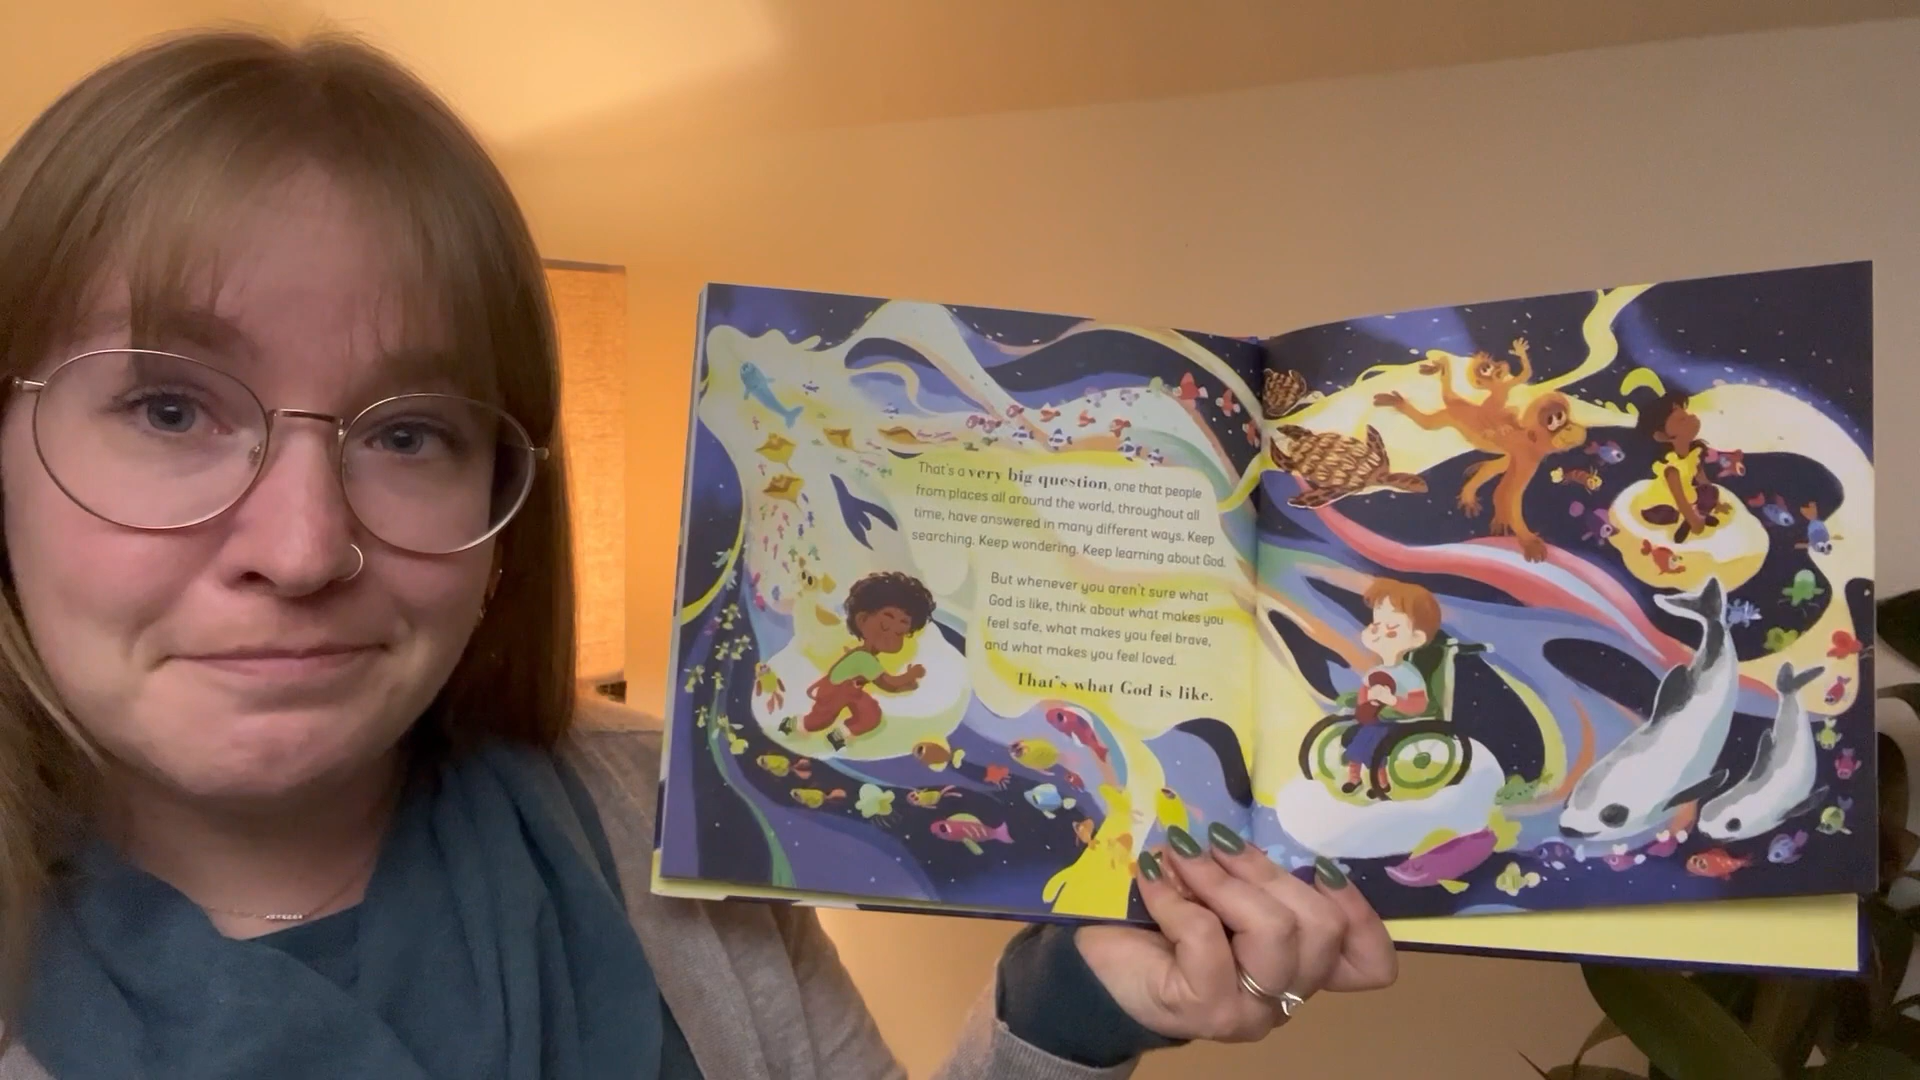 That's a very big question, one that people
from places all around the world, throughout all
time, have answered in many different ways. Keep
searching. Keep wondering. Keep learning about God.
But whenever you aren't sure what
God is like, think about what makes you
feel safe, what makes you feel brave,
and what makes you feel loved.
That's what God is like.